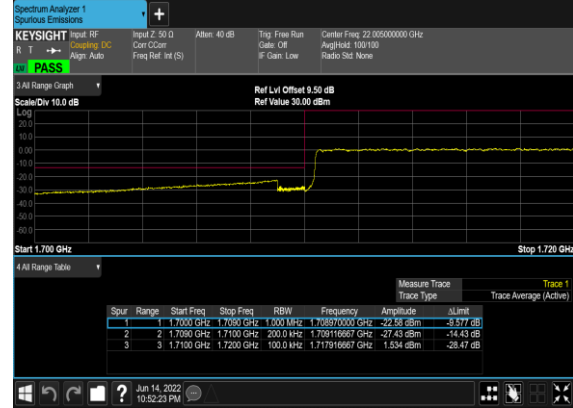 Spectrum Analyzer 1
Spurious Emissions
+
KEYSIGHT Input: RF Input Z: 50 Ω Atten: 40 dB Trig: Free Run Center Freq: 22.005000000 GHz
R T Coupling: DC Corr CCorr Gate: Off Avg|Hold: 100/100
Align: Auto Freq Ref: Int (S) IF Gain: Low Radio Std: None
PASS
3 All Range Graph
Ref Lvl Offset 9.50 dB
Scale/Div 10.0 dB Ref Value 30.00 dBm
Log
20.0
10.0
0.00
-10.0
-20.0
-30.0
-40.0
-50.0
-60.0
Start 1.700 GHz Stop 1.720 GHz
4 All Range Table
Measure Trace Trace 1
Trace Type Trace Average (Active)
Spur Range Start Freq Stop Freq RBW Frequency Amplitude ΔLimit
1 1 1.7000 GHz 1.7090 GHz 1.000 MHz 1.708970000 GHz -22.58 dBm -9.577 dB
2 2 1.7090 GHz 1.7100 GHz 200.0 kHz 1.709116667 GHz -27.43 dBm -14.43 dB
3 3 1.7100 GHz 1.7200 GHz 100.0 kHz 1.717916667 GHz 1.534 dBm -28.47 dB
?
Jun 14, 2022
10:52:23 PM